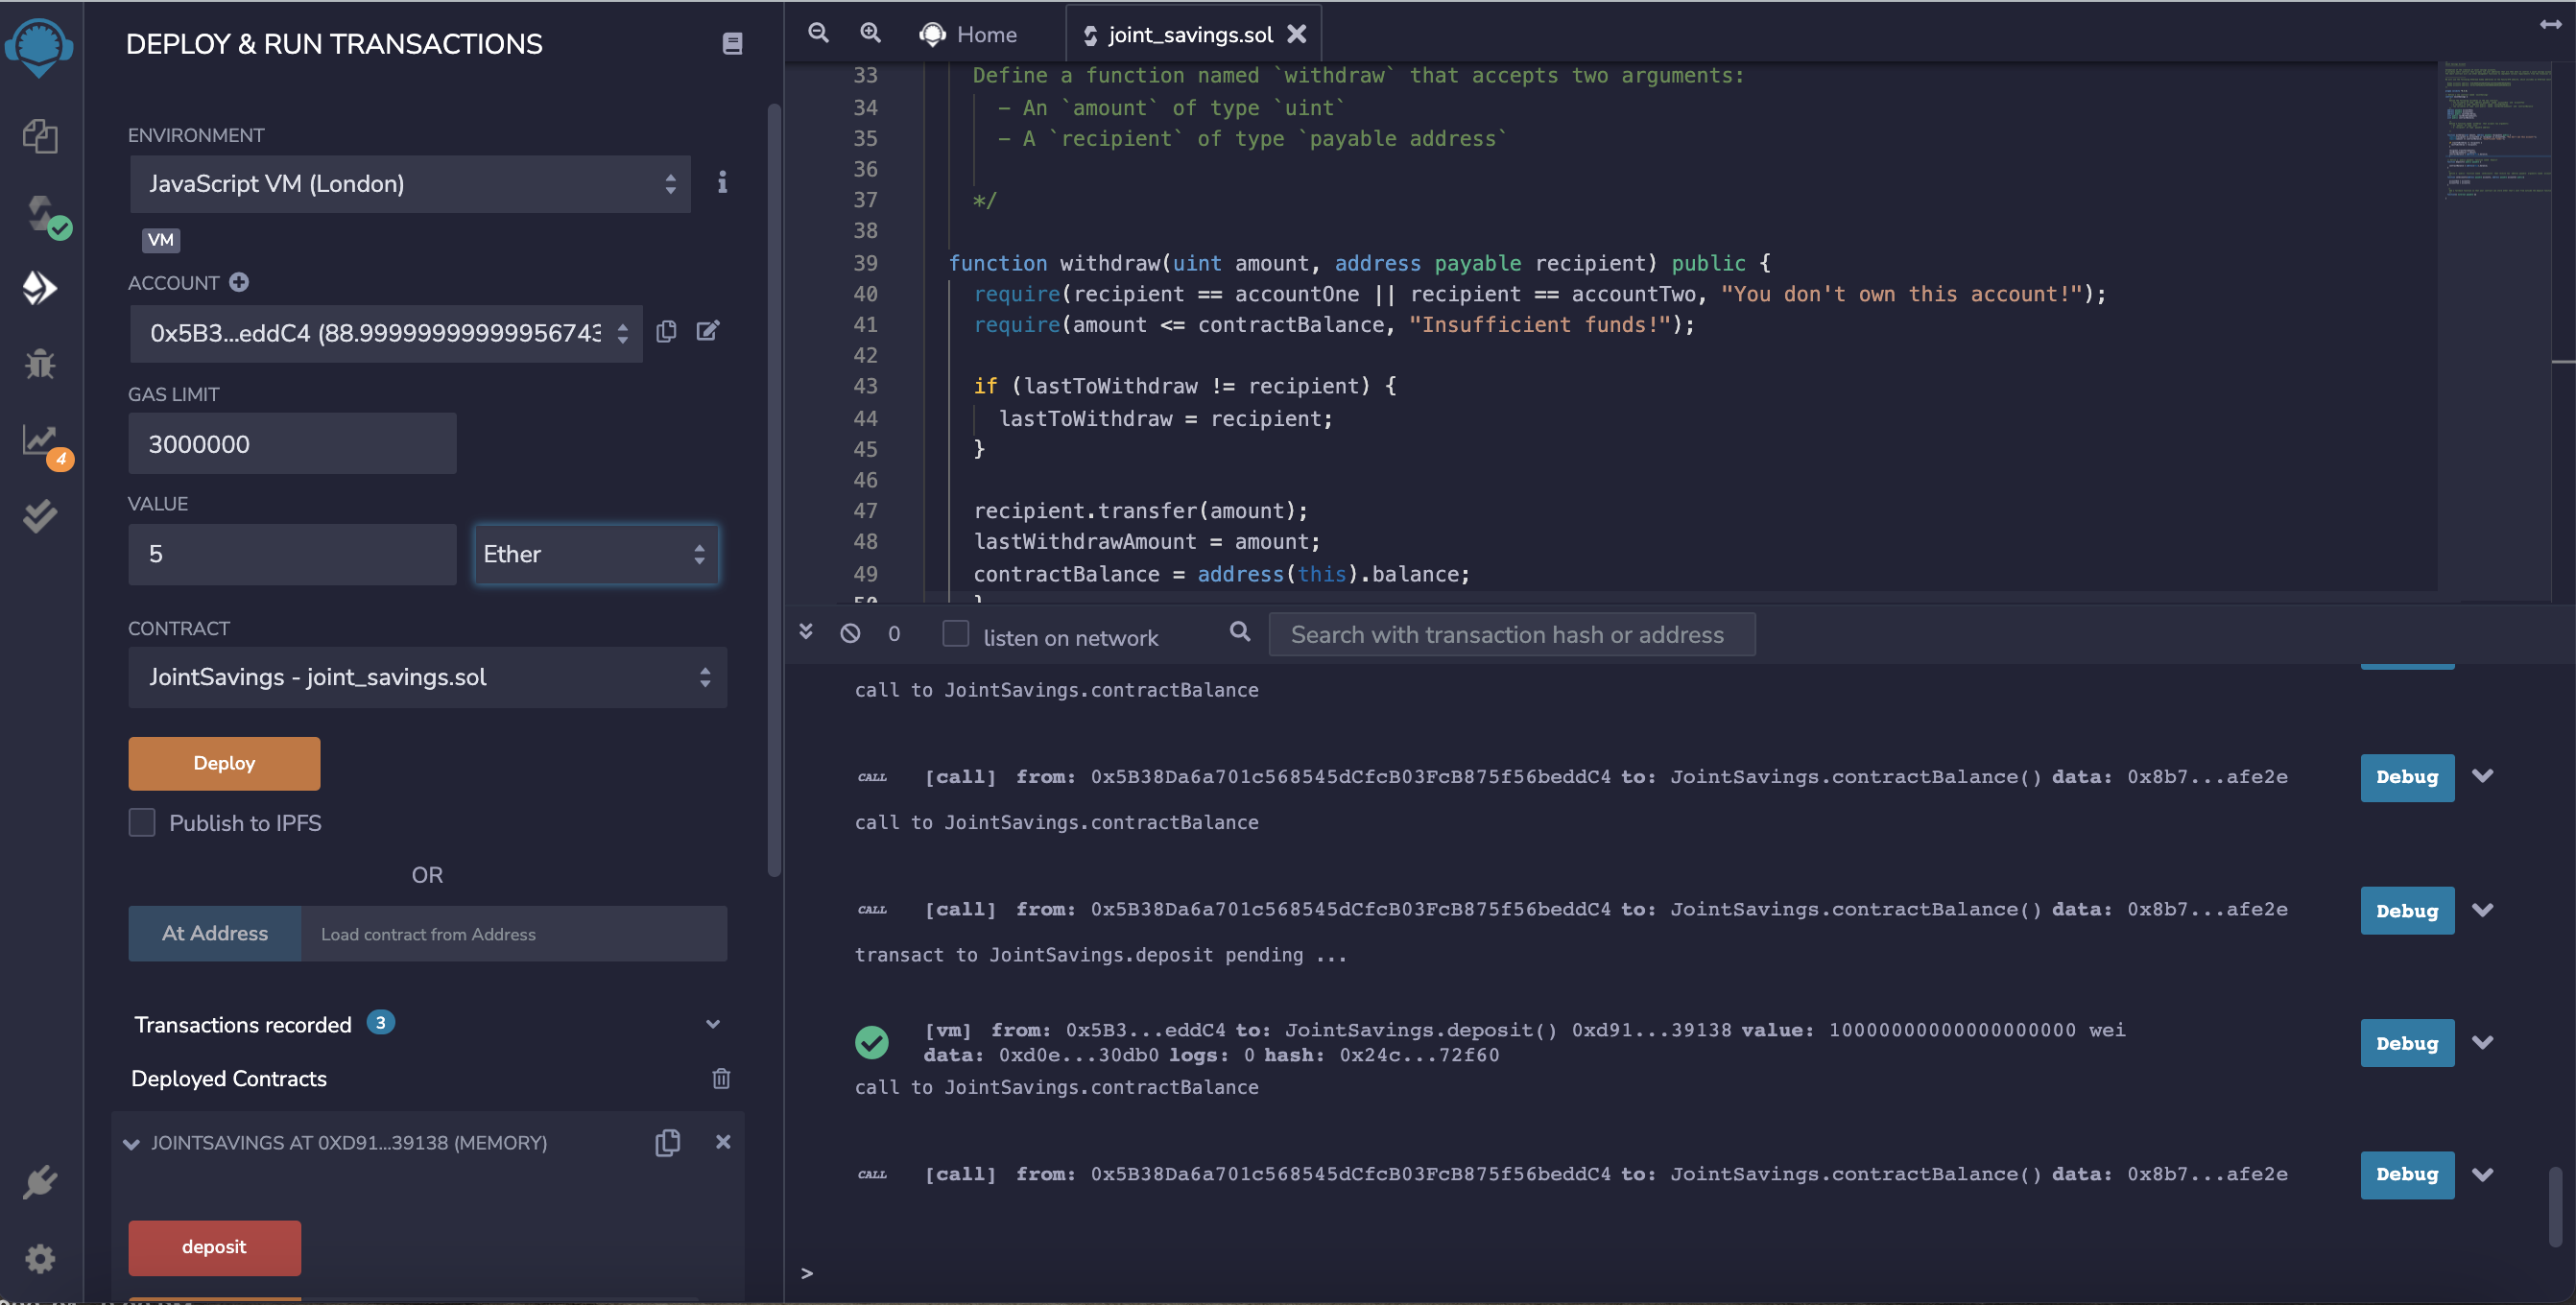 DEPLOY & RUN TRANSACTIONS
ENVIRONMENT
JavaScript VM (London)
VM
ACCOUNT
0x5B3...eddC4 (88.9999999999956743
GAS LIMIT
3000000
VALUE
5
Ether
CONTRACT
JointSavings - joint_savings.sol
Deploy
Publish to IPFS
OR
At Address
Load contract from Address
Transactions recorded 3
Deployed Contracts
JOINTSAVINGS AT 0XD91...39138 (MEMORY)
deposit
4
Home
joint_savings.sol
33 Define a function named `withdraw` that accepts two arguments:
34 - An `amount` of type `uint`
35 - A `recipient` of type `payable address`
36
37 */
38
39 function withdraw(uint amount, address payable recipient) public {
40 require(recipient == accountOne || recipient == accountTwo, "You don't own this account!");
41 require(amount <= contractBalance, "Insufficient funds!");
42
43 if (lastToWithdraw != recipient) {
44 lastToWithdraw = recipient;
45 }
46
47 recipient.transfer(amount);
48 lastWithdrawAmount = amount;
49 contractBalance = address(this).balance;
50 }
0
listen on network
Search with transaction hash or address
call to JointSavings.contractBalance
CALL [call] from: 0x5B38Da6a701c568545dCfcB03FcB875f56beddC4 to: JointSavings.contractBalance() data: 0x8b7...afe2e
Debug
call to JointSavings.contractBalance
CALL [call] from: 0x5B38Da6a701c568545dCfcB03FcB875f56beddC4 to: JointSavings.contractBalance() data: 0x8b7...afe2e
Debug
transact to JointSavings.deposit pending ...
[vm] from: 0x5B3...eddC4 to: JointSavings.deposit() 0xd91...39138 value: 10000000000000000000 wei
data: 0xd0e...30db0 logs: 0 hash: 0x24c...72f60
Debug
call to JointSavings.contractBalance
CALL [call] from: 0x5B38Da6a701c568545dCfcB03FcB875f56beddC4 to: JointSavings.contractBalance() data: 0x8b7...afe2e
Debug
>